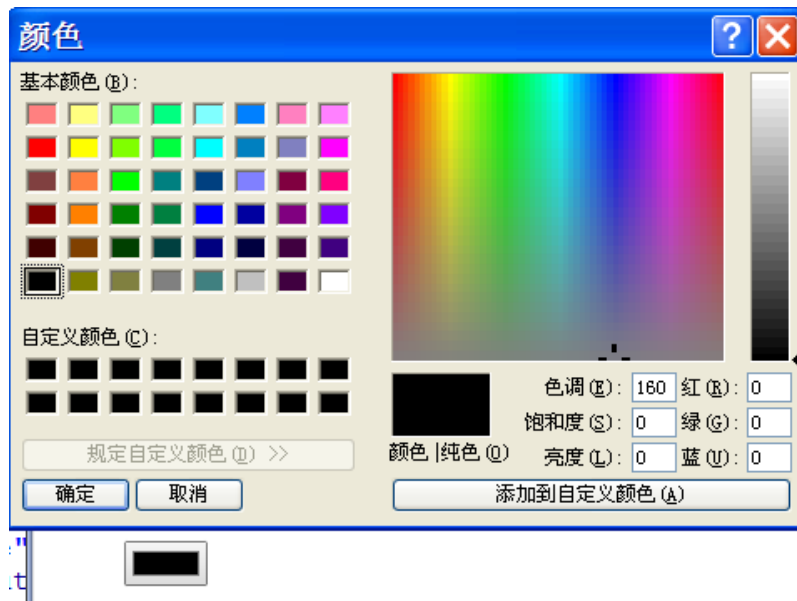 颜色
?
基本颜色(B):
自定义颜色(C):
规定自定义颜色(D) >>
确定
取消
颜色|纯色(O)
色调(E): 160
饱和度(S): 0
亮度(L): 0
红(R): 0
绿(G): 0
蓝(U): 0
添加到自定义颜色(A)
"
it